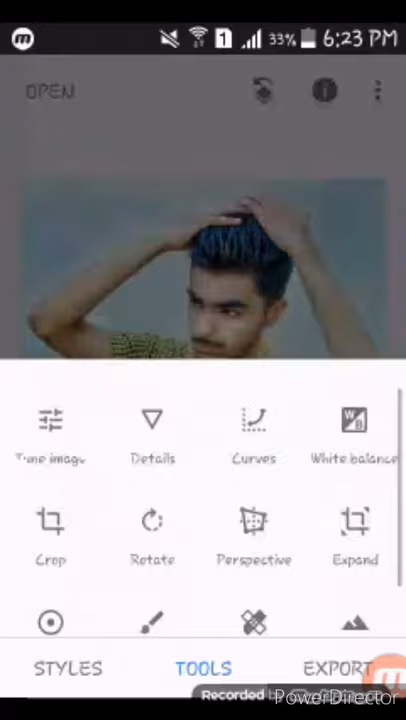 6:23 PM
1
33%
OPEN
Tune image
Details
Curves
White balance
W
B
Crop
Rotate
Perspective
Expand
STYLES
TOOLS
EXPORT
Recorded
PowerDirector